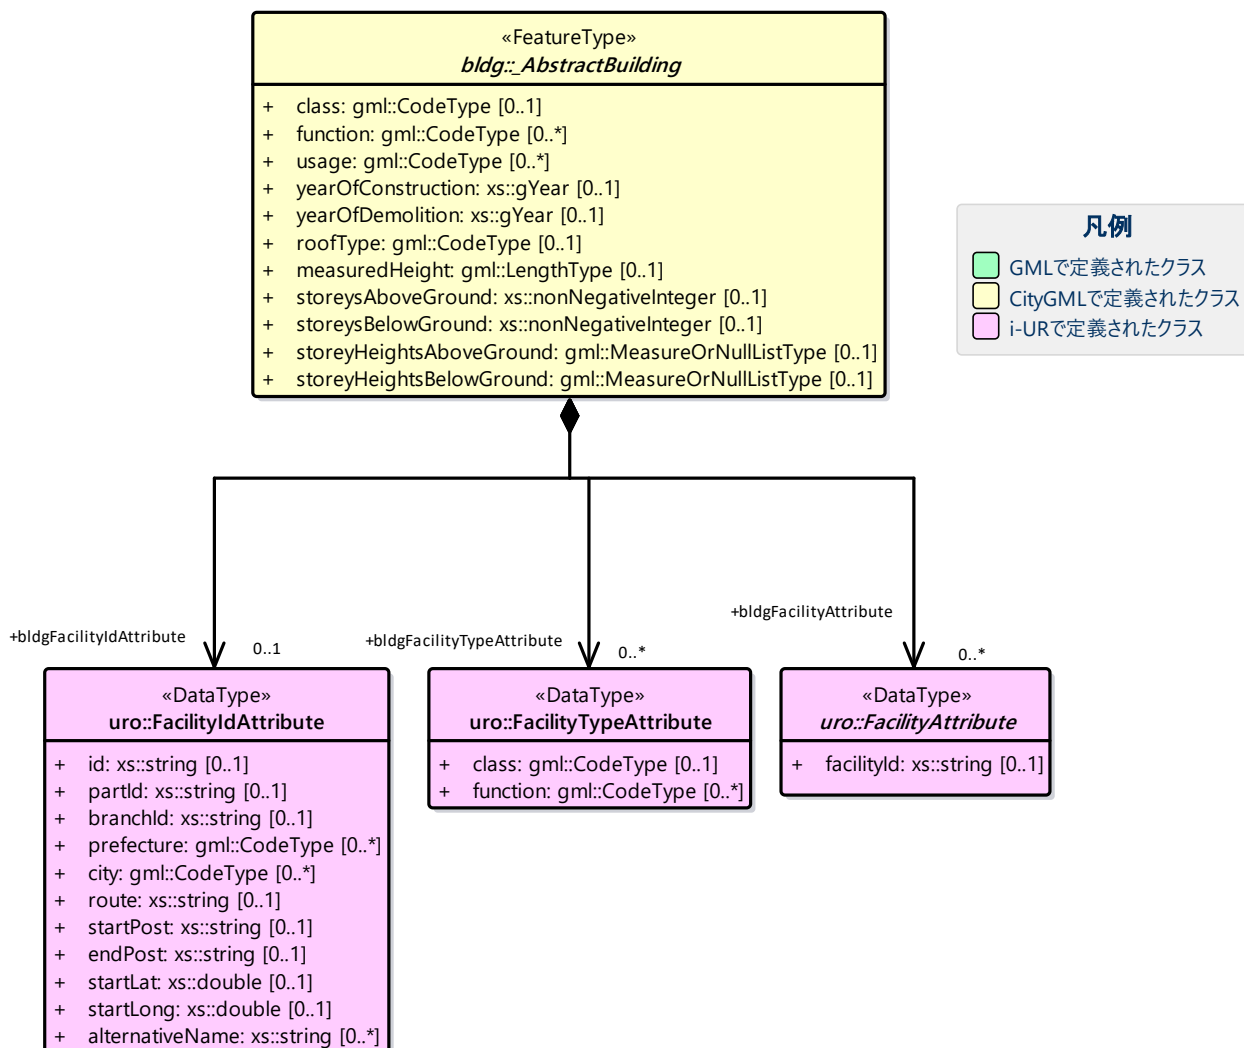 «FeatureType»
bldg::_AbstractBuilding
+ class: gml::CodeType [0..1]
+ function: gml::CodeType [0..*]
+ usage: gml::CodeType [0..*]
+ yearOfConstruction: xs::gYear [0..1]
+ yearOfDemolition: xs::gYear [0..1]
+ roofType: gml::CodeType [0..1]
+ measuredHeight: gml::LengthType [0..1]
+ storeysAboveGround: xs::nonNegativeInteger [0..1]
+ storeysBelowGround: xs::nonNegativeInteger [0..1]
+ storeyHeightsAboveGround: gml::MeasureOrNullListType [0..1]
+ storeyHeightsBelowGround: gml::MeasureOrNullListType [0..1]
凡例
GMLで定義されたクラス
CityGMLで定義されたクラス
i-URで定義されたクラス
+bldgFacilityIdAttribute
0..1
+bldgFacilityTypeAttribute
0..*
+bldgFacilityAttribute
0..*
«DataType»
uro::FacilityIdAttribute
+ id: xs::string [0..1]
+ partId: xs::string [0..1]
+ branchId: xs::string [0..1]
+ prefecture: gml::CodeType [0..*]
+ city: gml::CodeType [0..*]
+ route: xs::string [0..1]
+ startPost: xs::string [0..1]
+ endPost: xs::string [0..1]
+ startLat: xs::double [0..1]
+ startLong: xs::double [0..1]
+ alternativeName: xs::string [0..*]
«DataType»
uro::FacilityTypeAttribute
+ class: gml::CodeType [0..1]
+ function: gml::CodeType [0..*]
«DataType»
uro::FacilityAttribute
+ facilityId: xs::string [0..1]